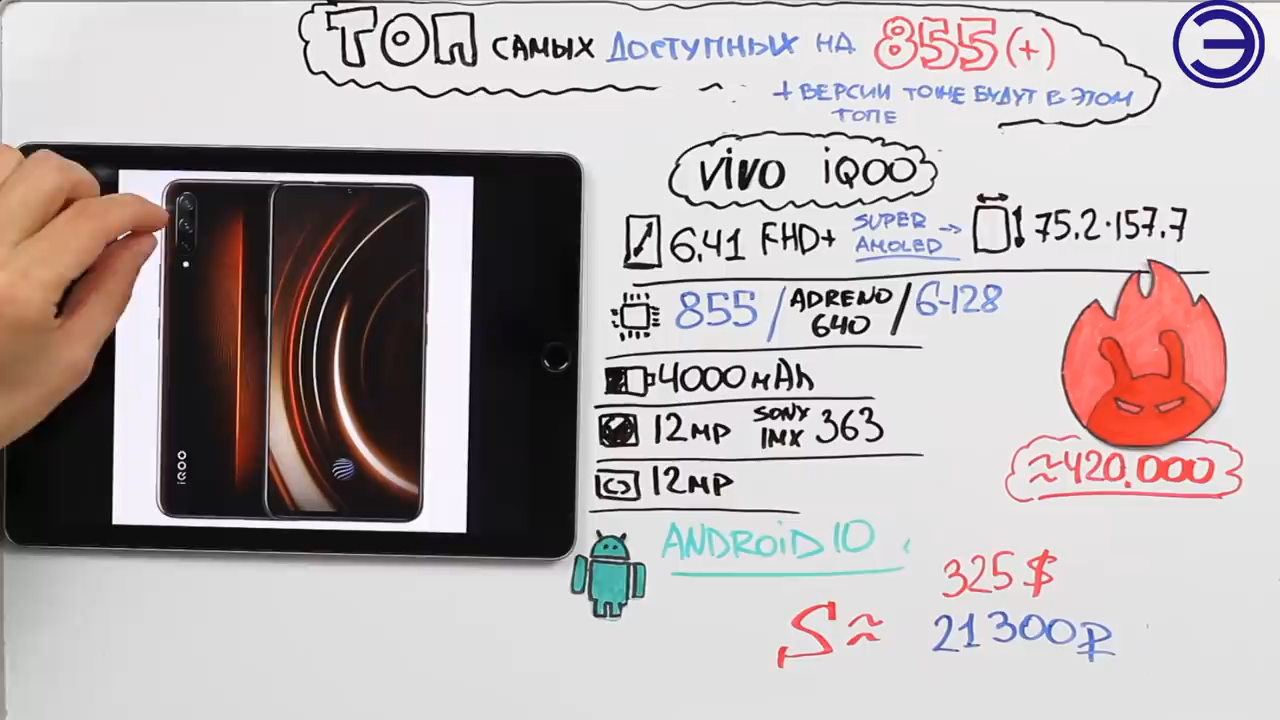 ТОП САМЫХ ДОСТУПНЫХ НА 855(+)
+ ВЕРСИИ ТОЖЕ БУДУТ В ЭТОМ
ТОПЕ
Э
vivo iQOO
6.41 FHD+ SUPER AMOLED → 75.2·157.7
855 / ADRENO 640 / 6-128
4000mAh
12MP SONY IMX 363
12MP
ANDROID 10
≈420.000
325$
S≈ 21300₽
iQOO